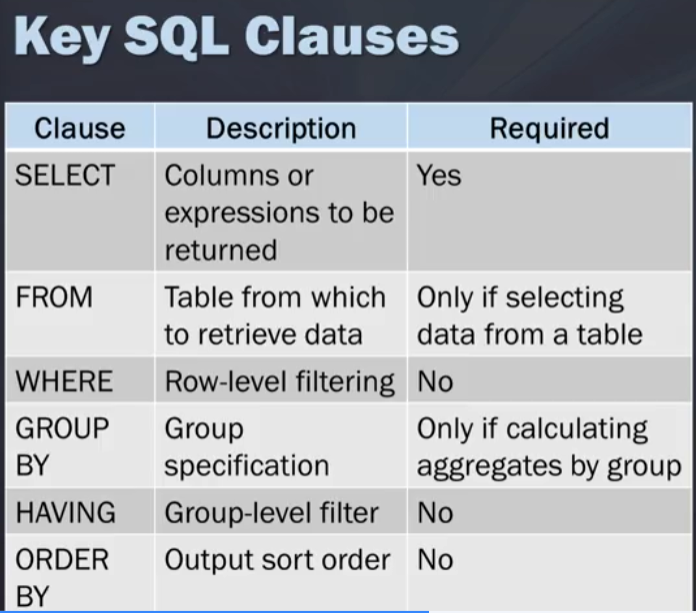 Key SQL Clauses
Clause Description Required
SELECT Columns or Yes
expressions to be
returned
FROM Table from which Only if selecting
to retrieve data data from a table
WHERE Row-level filtering No
GROUP Group Only if calculating
BY specification aggregates by group
HAVING Group-level filter No
ORDER Output sort order No
BY